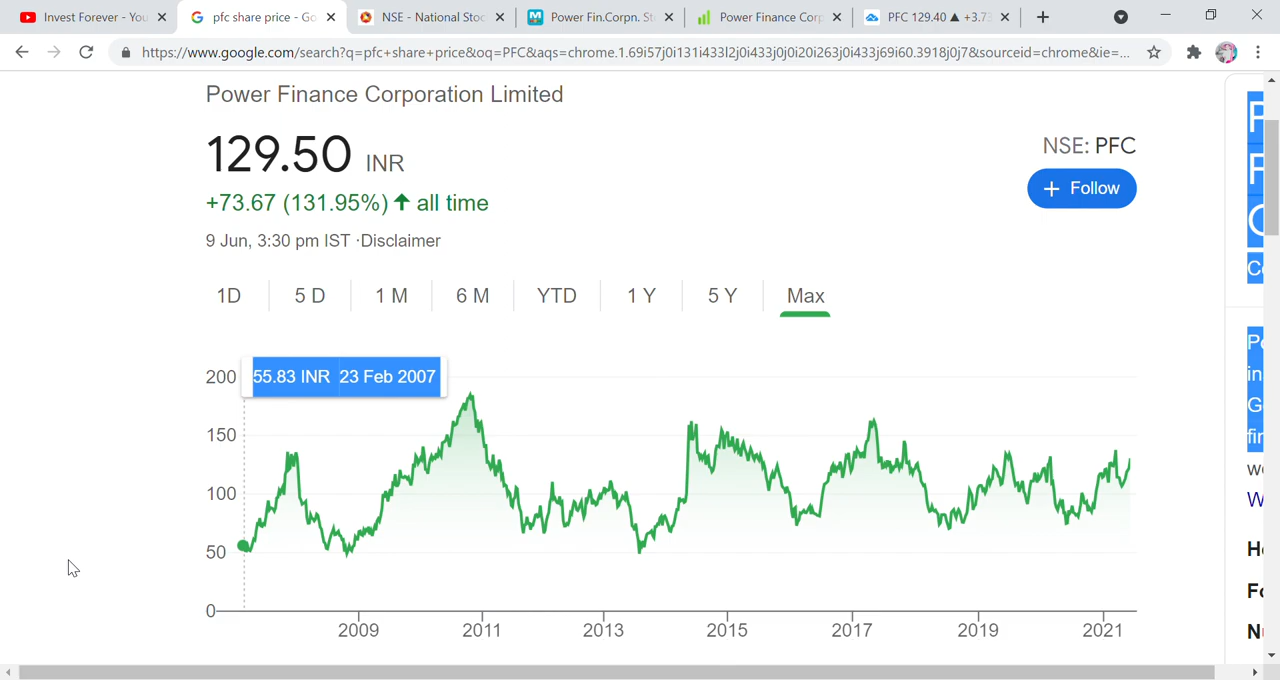 Invest Forever - You
pfc share price - Go
NSE - National Stoc
Power Fin.Corpn. St
Power Finance Corp
PFC 129.40 ▲ +3.73
https://www.google.com/search?q=pfc+share+price&oq=PFC&aqs=chrome.1.69i57j0i131i433l2j0i433j0j0i20i263j0i433j69i60.3918j0j7&sourceid=chrome&ie=...
Power Finance Corporation Limited
129.50 INR
+73.67 (131.95%) ↑ all time
9 Jun, 3:30 pm IST ·Disclaimer
NSE: PFC
+ Follow
1D 5 D 1 M 6 M YTD 1 Y 5 Y Max
55.83 INR 23 Feb 2007
200
150
100
50
0
2009 2011 2013 2015 2017 2019 2021